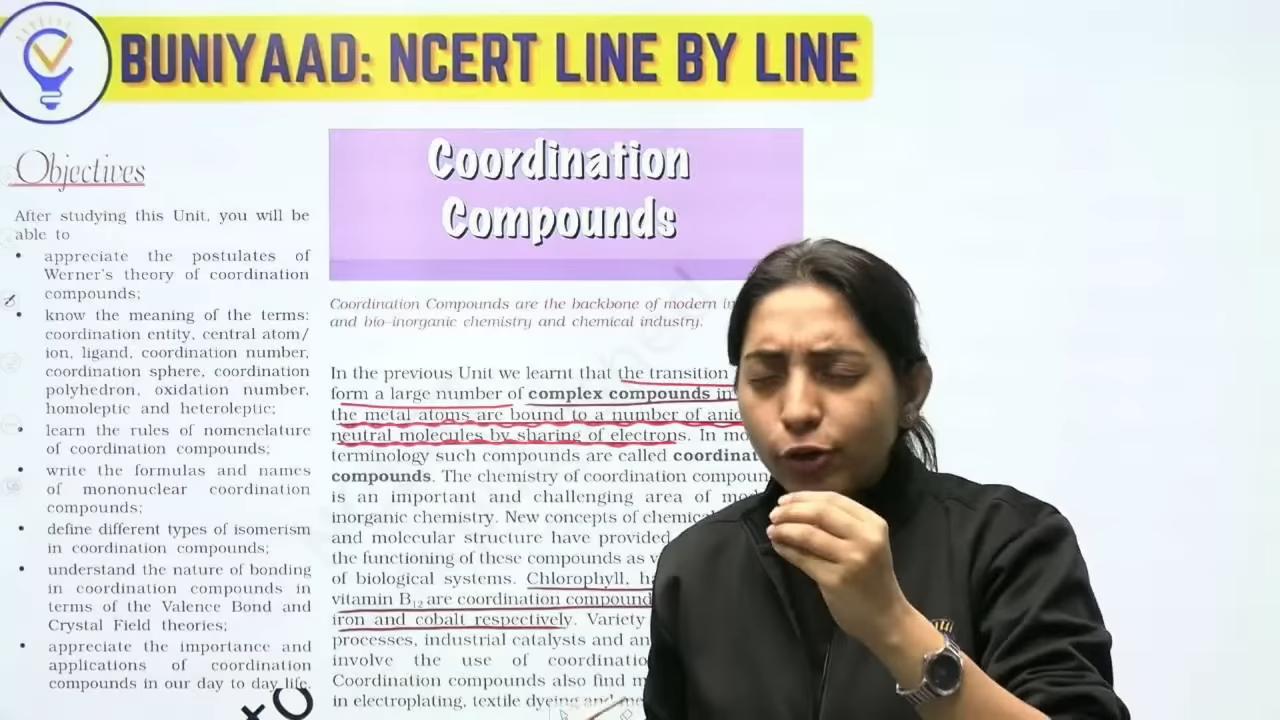 BUNIYAAD: NCERT LINE BY LINE
Objectives
After studying this Unit, you will be
able to
• appreciate the postulates of
Werner's theory of coordination
compounds;
• know the meaning of the terms:
coordination entity, central atom/
ion, ligand, coordination number,
coordination sphere, coordination
polyhedron, oxidation number,
homoleptic and heteroleptic;
• learn the rules of nomenclature
of coordination compounds;
• write the formulas and names
of mononuclear coordination
compounds;
• define different types of isomerism
in coordination compounds;
• understand the nature of bonding
in coordination compounds in
terms of the Valence Bond and
Crystal Field theories;
• appreciate the importance and
applications of coordination
compounds in our day to day life.
Coordination
Compounds
Coordination Compounds are the backbone of modern
and bio-inorganic chemistry and chemical industry.
In the previous Unit we learnt that the transition
form a large number of complex compounds in
the metal atoms are bound to a number of
neutral molecules by sharing of electrons. In
terminology such compounds are called
compounds. The chemistry of coordination
is an important and challenging area of
inorganic chemistry. New concepts of
and molecular structure have provided
the functioning of these compounds as
of biological systems. Chlorophyll,
vitamin B12 are coordination
iron and cobalt respectively. Variety
processes, industrial catalysts and
involve the use of
Coordination compounds also find
in electroplating, textile dyeing and